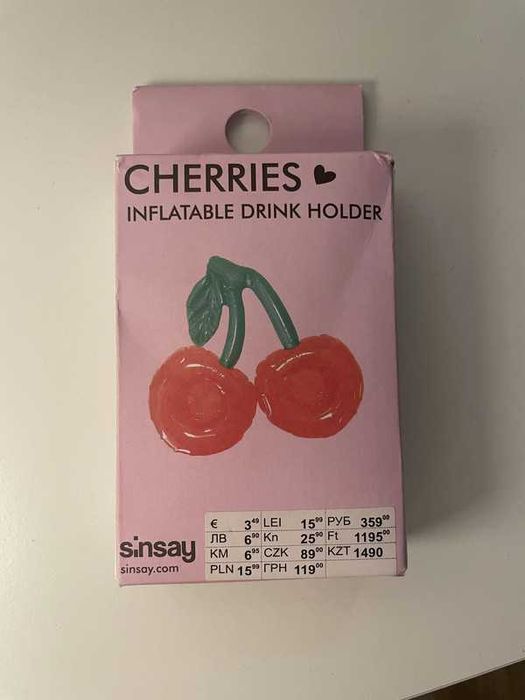 CHERRIES
INFLATABLE DRINK HOLDER
€ 3⁴⁹ LEI 15⁹⁹ РУБ 359⁰⁰
ЛВ 6⁹⁰ Kn 25⁹⁰ Ft 1195⁰⁰
KM 6⁹⁵ CZK 89⁰⁰ KZT 1490
PLN 15⁹⁹ ГРН 119⁰⁰
sinsay
sinsay.com